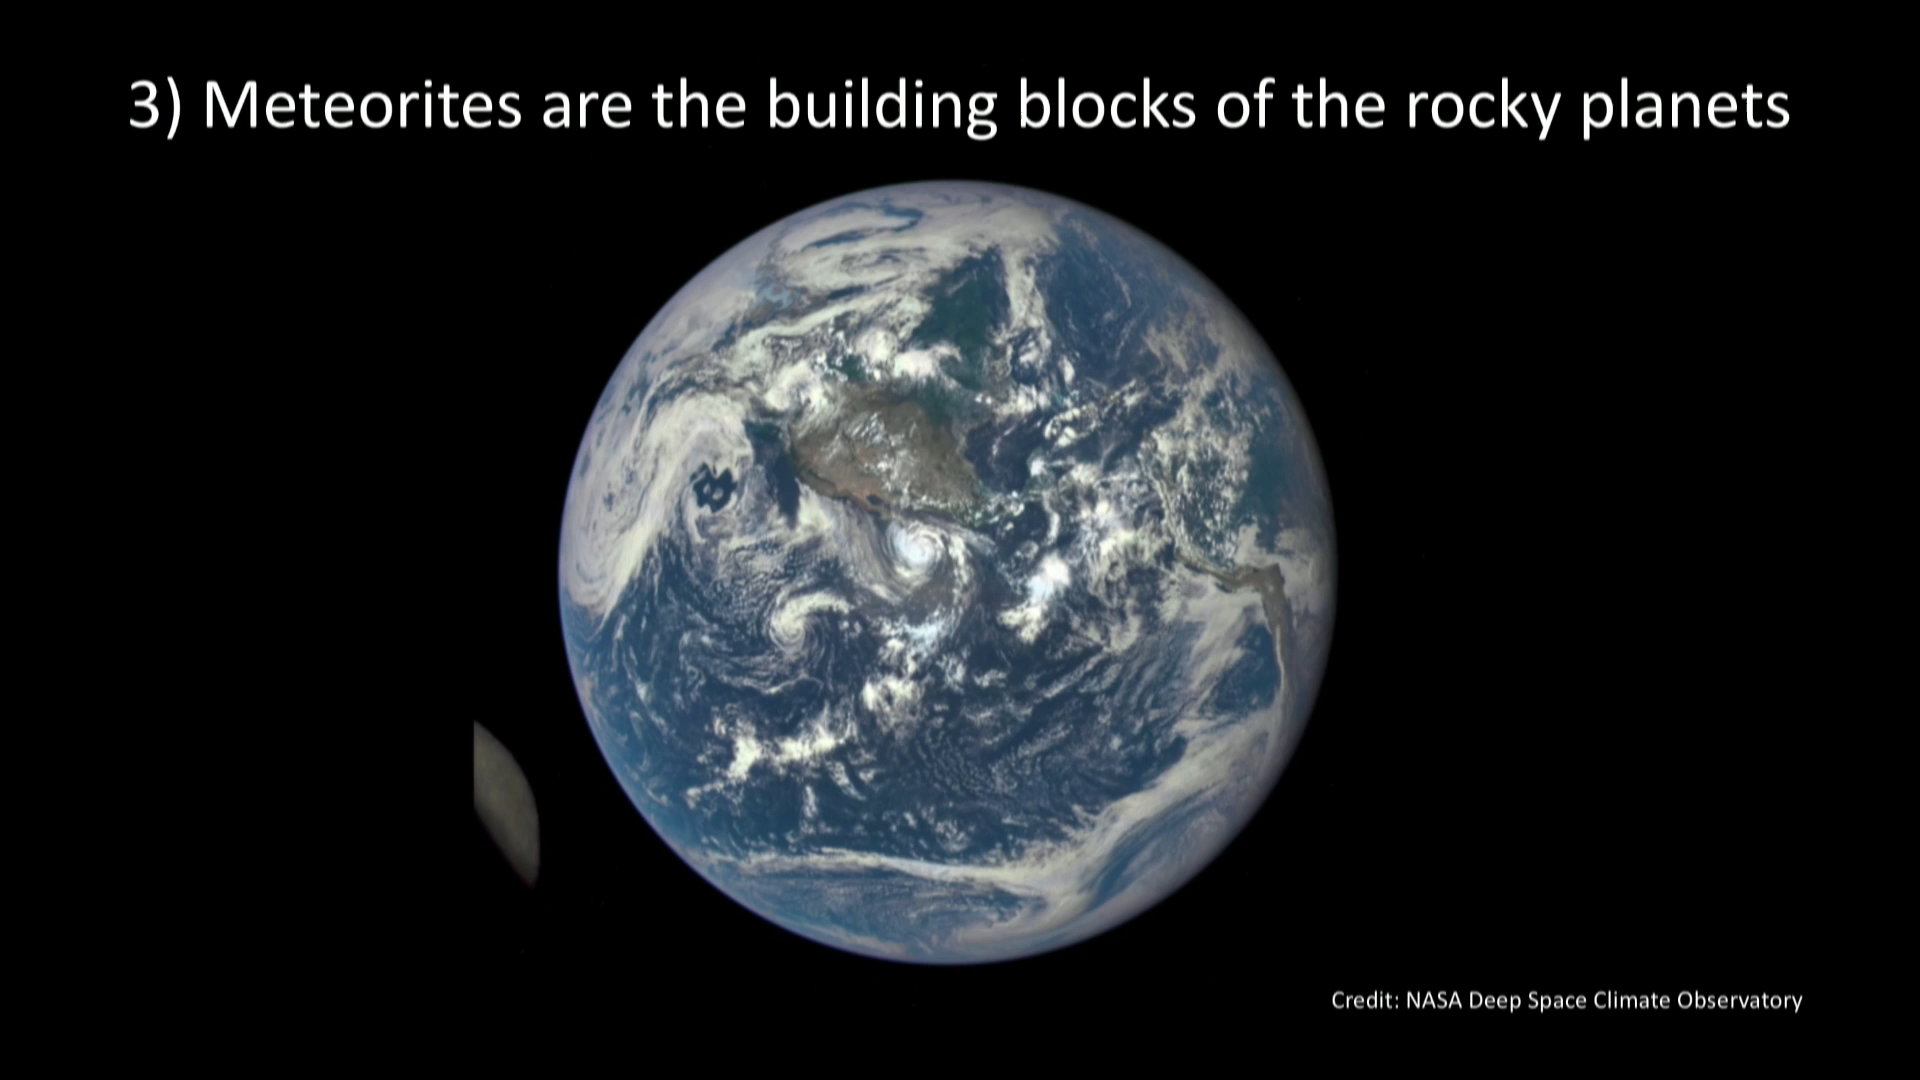 3) Meteorites are the building blocks of the rocky planets
Credit: NASA Deep Space Climate Observatory